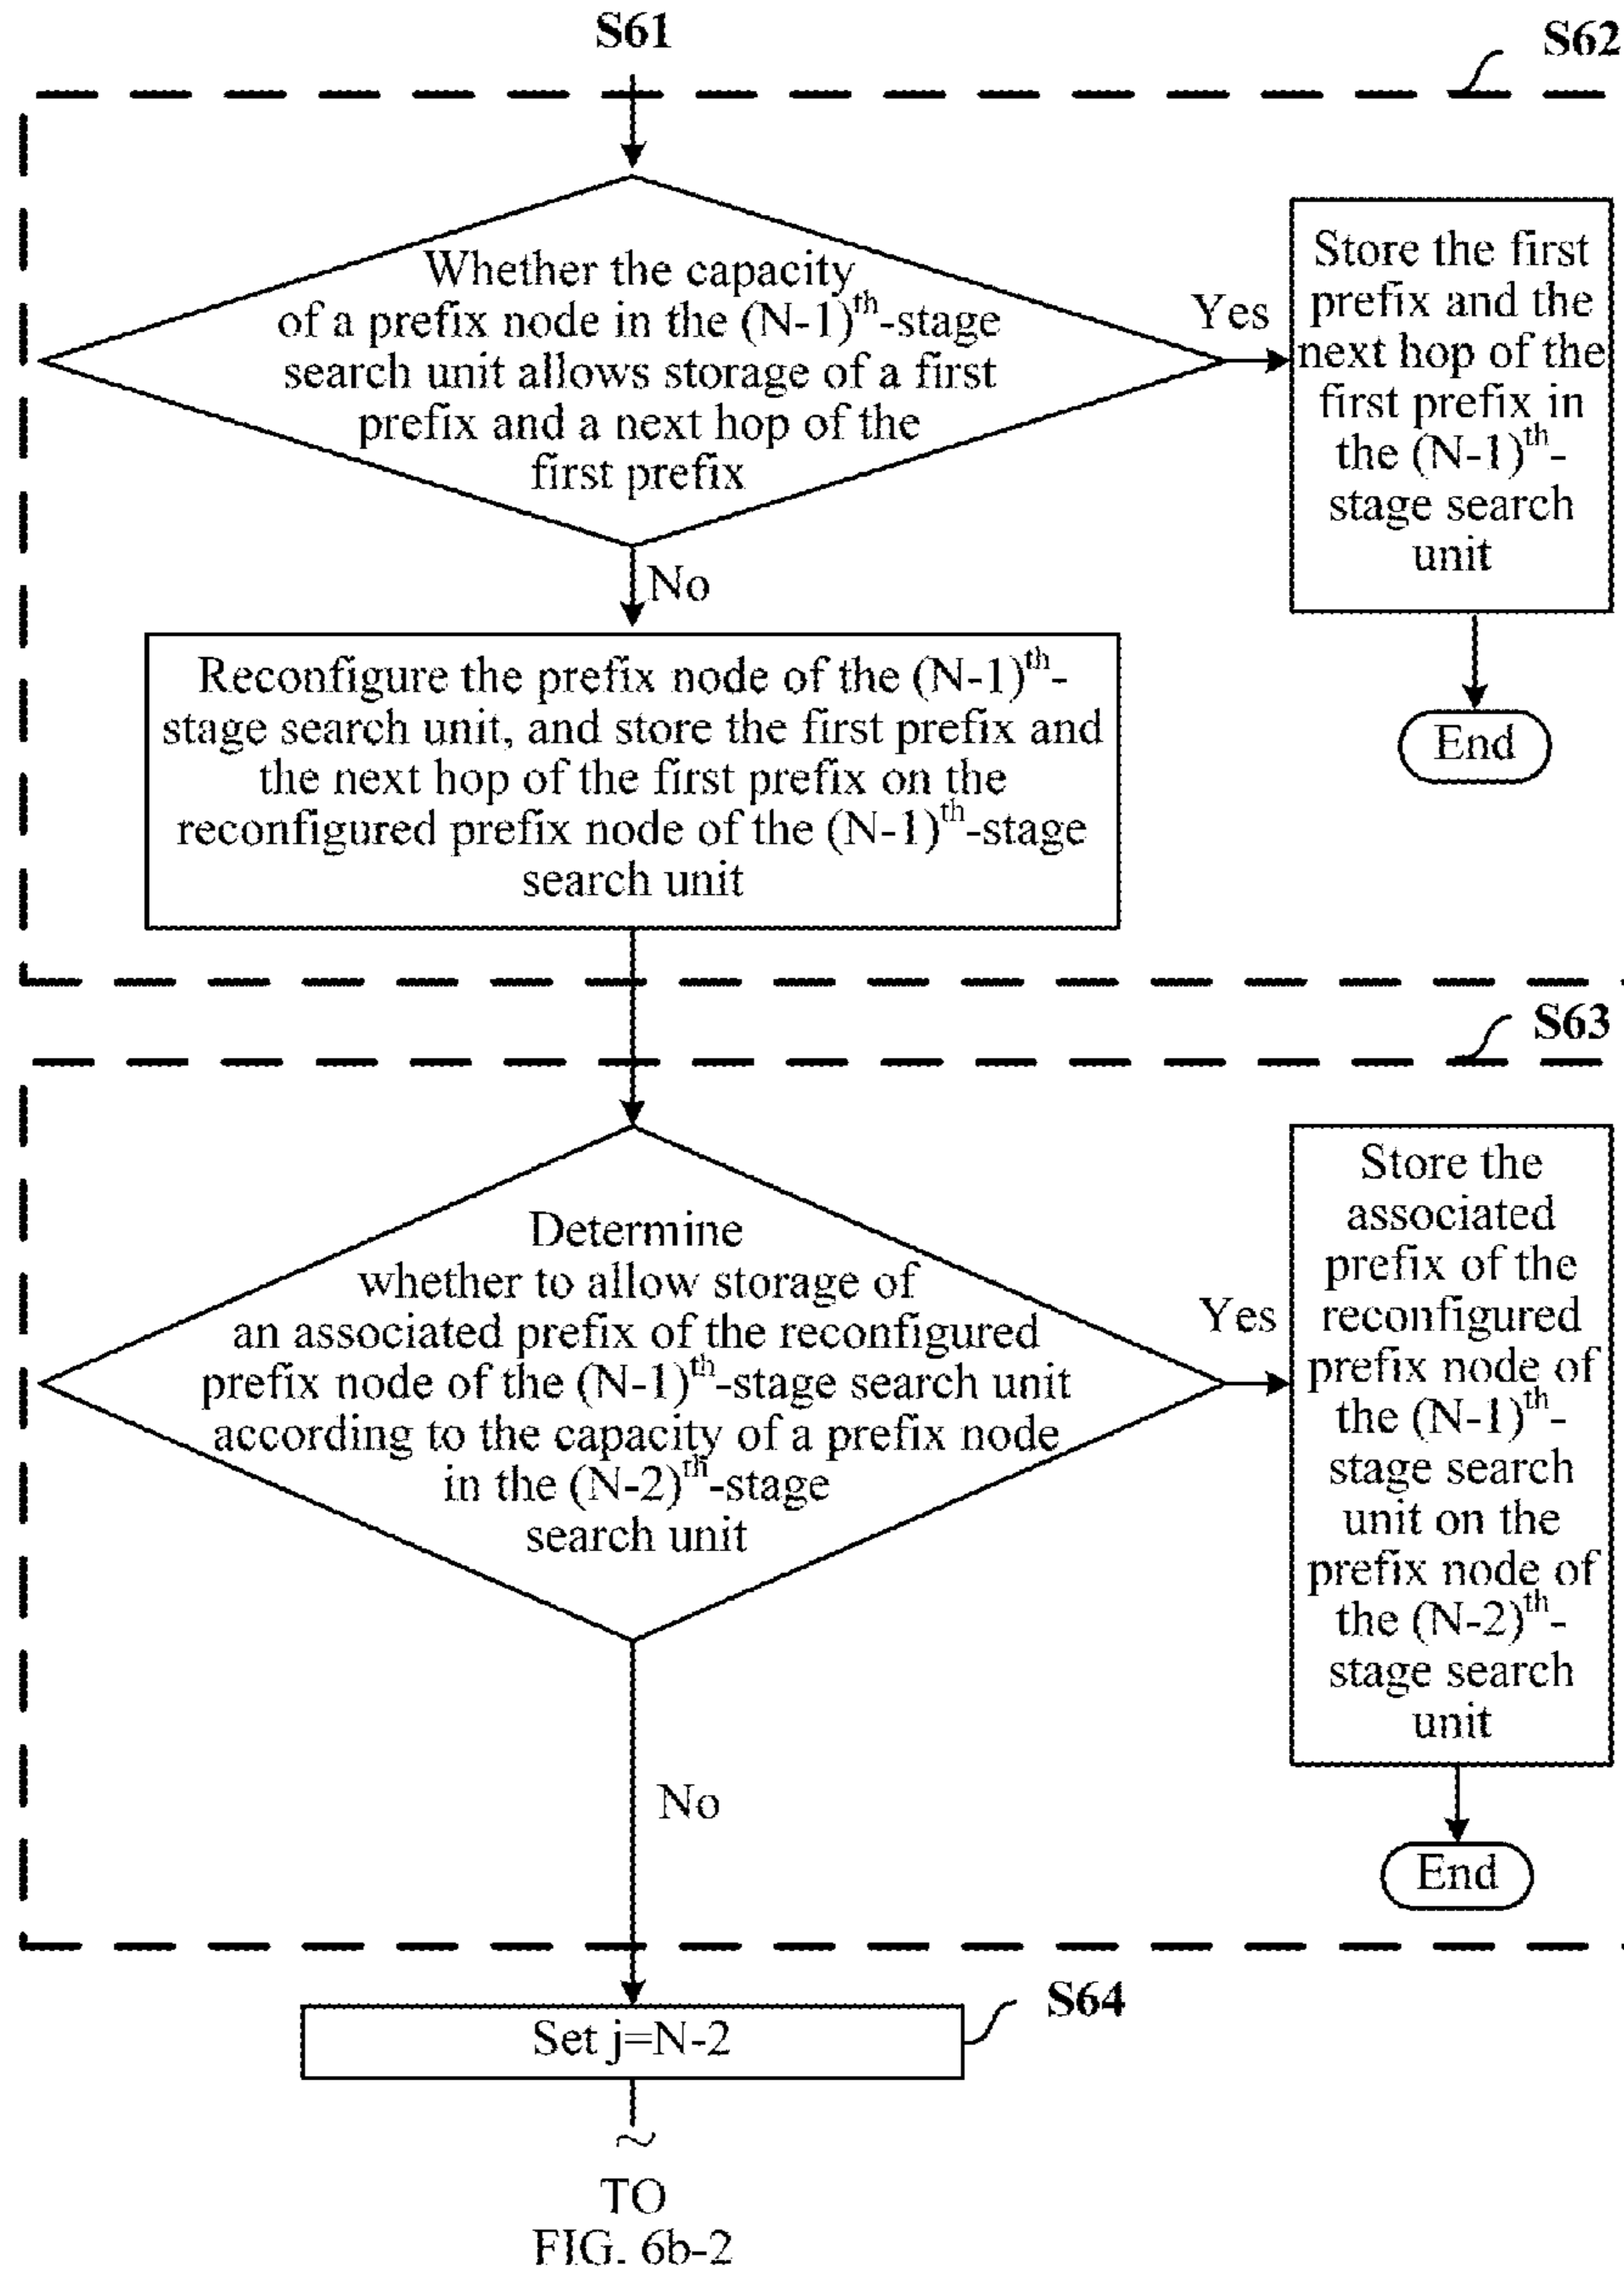 S61
S62
Whether the capacity
of a prefix node in the (N-1)th-stage
search unit allows storage of a first
prefix and a next hop of the
first prefix
Yes
Store the first
prefix and the
next hop of the
first prefix in
the (N-1)th-
stage search
unit
End
No
Reconfigure the prefix node of the (N-1)th-
stage search unit, and store the first prefix and
the next hop of the first prefix on the
reconfigured prefix node of the (N-1)th-stage
search unit
S63
Determine
whether to allow storage of
an associated prefix of the reconfigured
prefix node of the (N-1)th-stage search unit
according to the capacity of a prefix node
in the (N-2)th-stage
search unit
Yes
Store the
associated
prefix of the
reconfigured
prefix node of
the (N-1)th-
stage search
unit on the
prefix node of
the (N-2)th-
stage search
unit
End
No
S64
Set j=N-2
TO
FIG. 6b-2